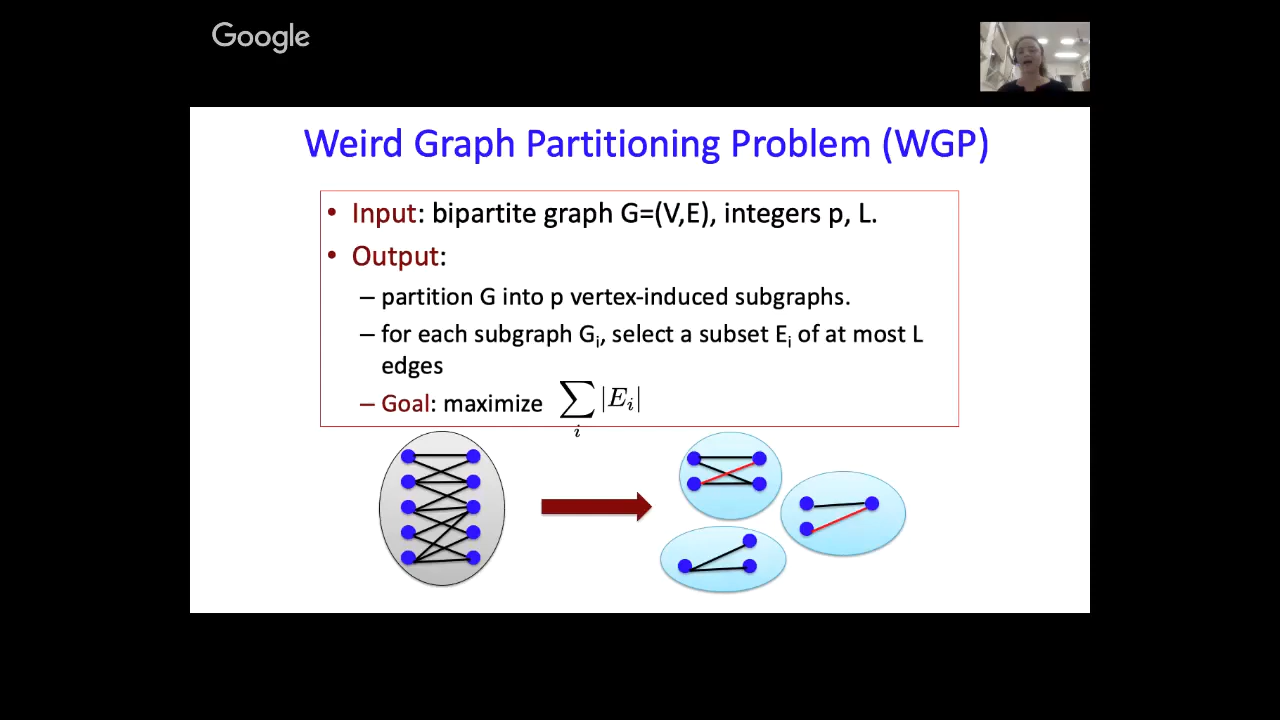 Google
Weird Graph Partitioning Problem (WGP)
• Input: bipartite graph G=(V,E), integers p, L.
• Output:
– partition G into p vertex-induced subgraphs.
– for each subgraph Gᵢ, select a subset Eᵢ of at most L
edges
– Goal: maximize ∑ᵢ |Eᵢ|